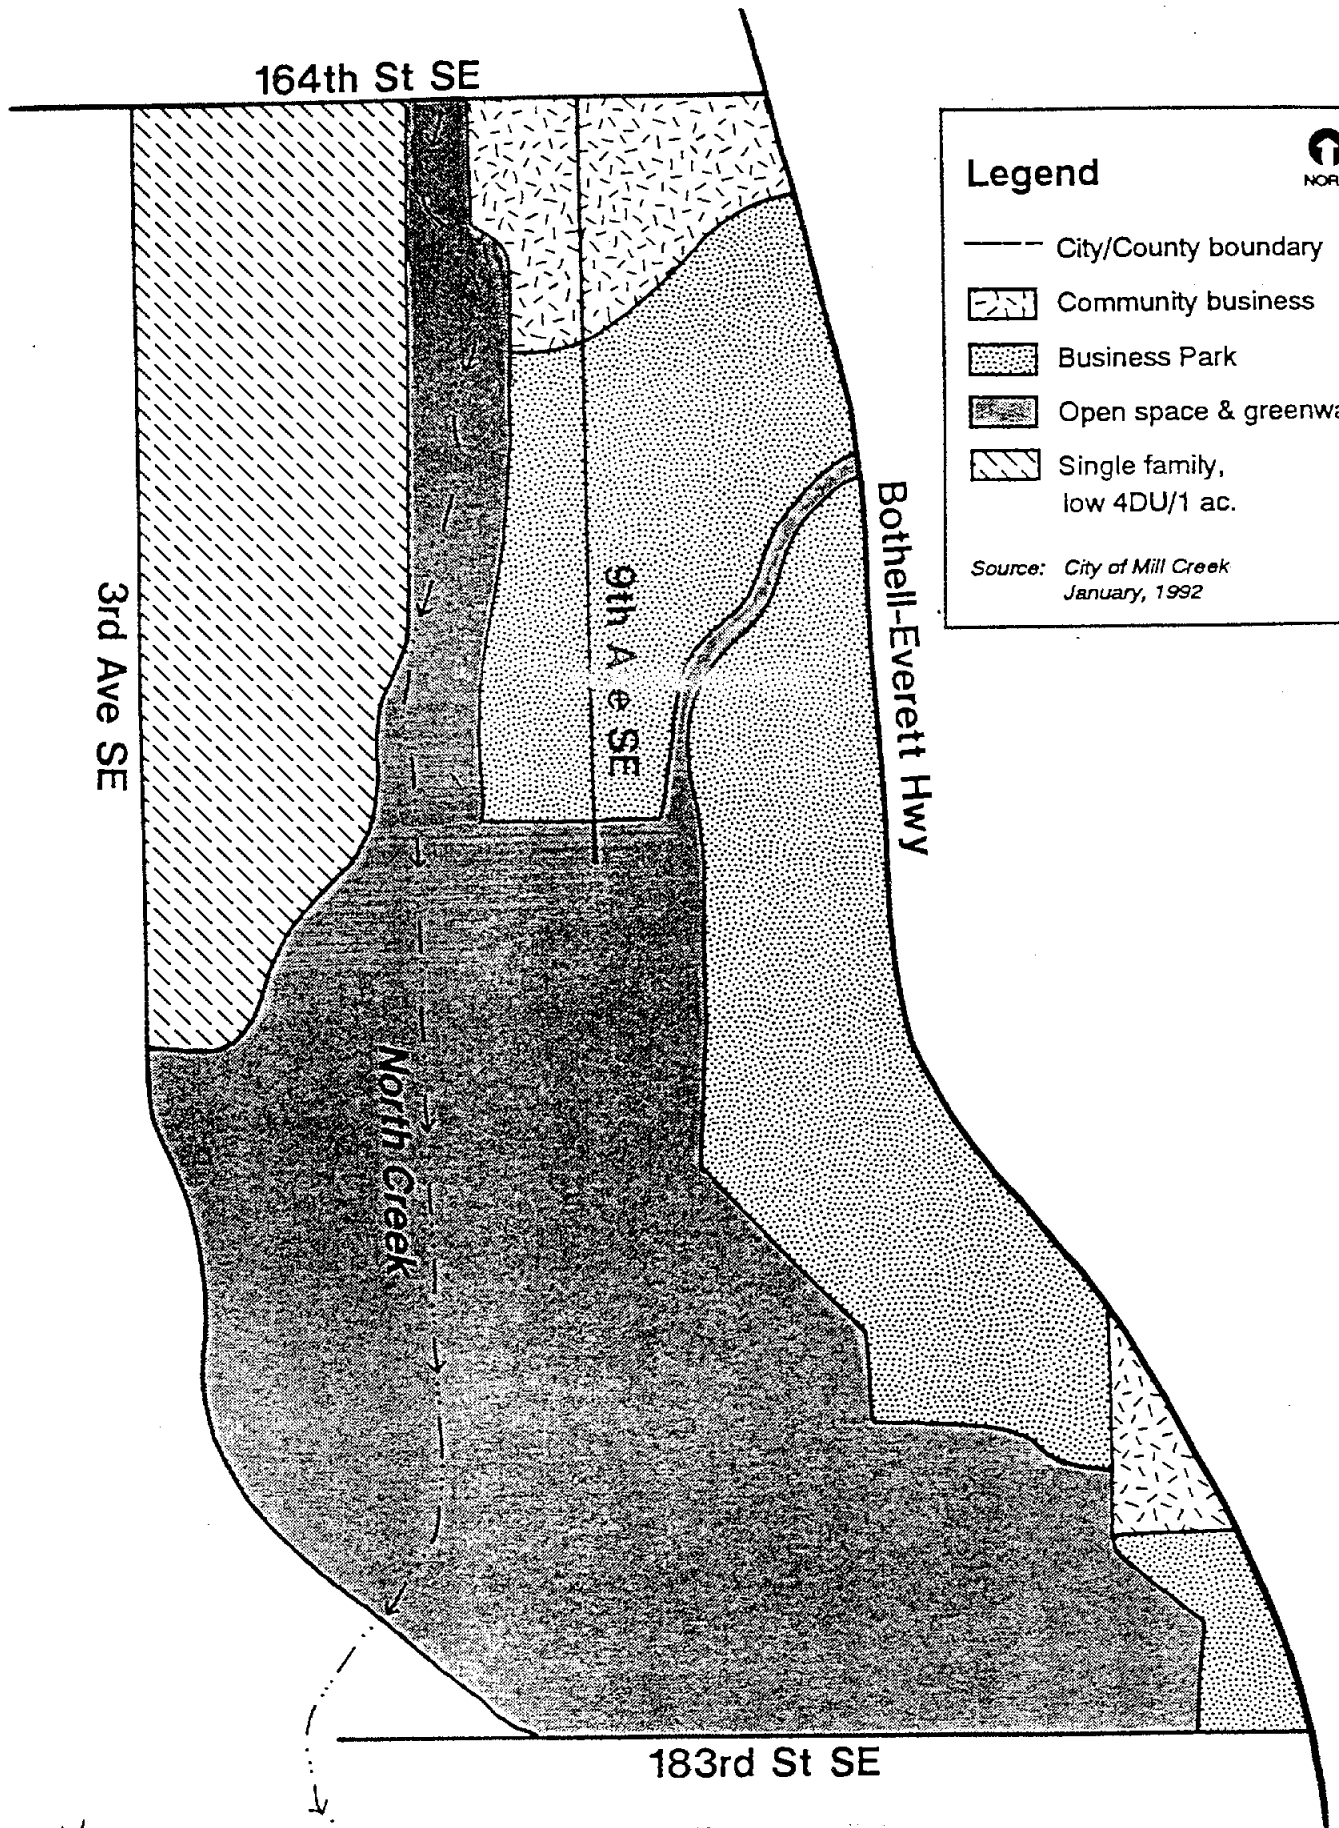 164th St SE
Legend
NOR
City/County boundary
Community business
Business Park
Open space & greenwa
Single family,
low 4DU/1 ac.
Source: City of Mill Creek
January, 1992
3rd Ave SE
9th A e SE
Bothell-Everett Hwy
North Creek
183rd St SE